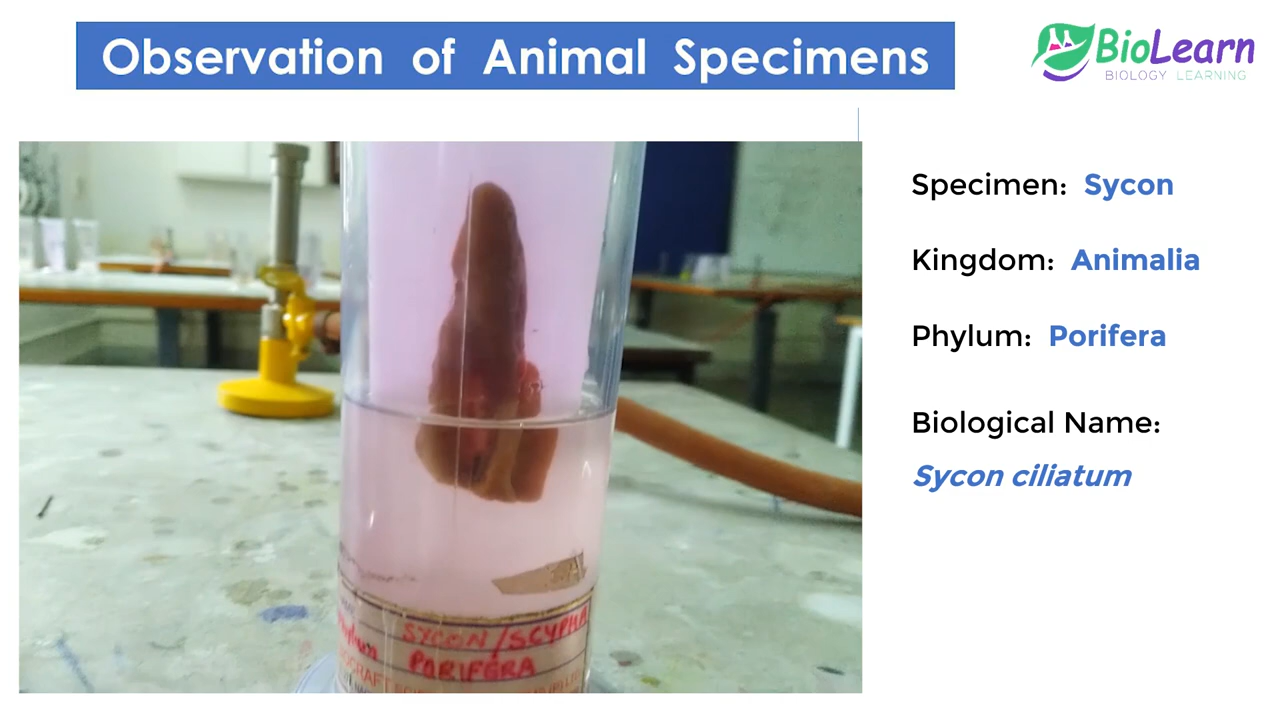 Observation of Animal Specimens
BioLearn
BIOLOGY LEARNING
Specimen: Sycon
Kingdom: Animalia
Phylum: Porifera
Biological Name:
Sycon ciliatum
SYCON/SCYPHA
Phylum PORIFERA